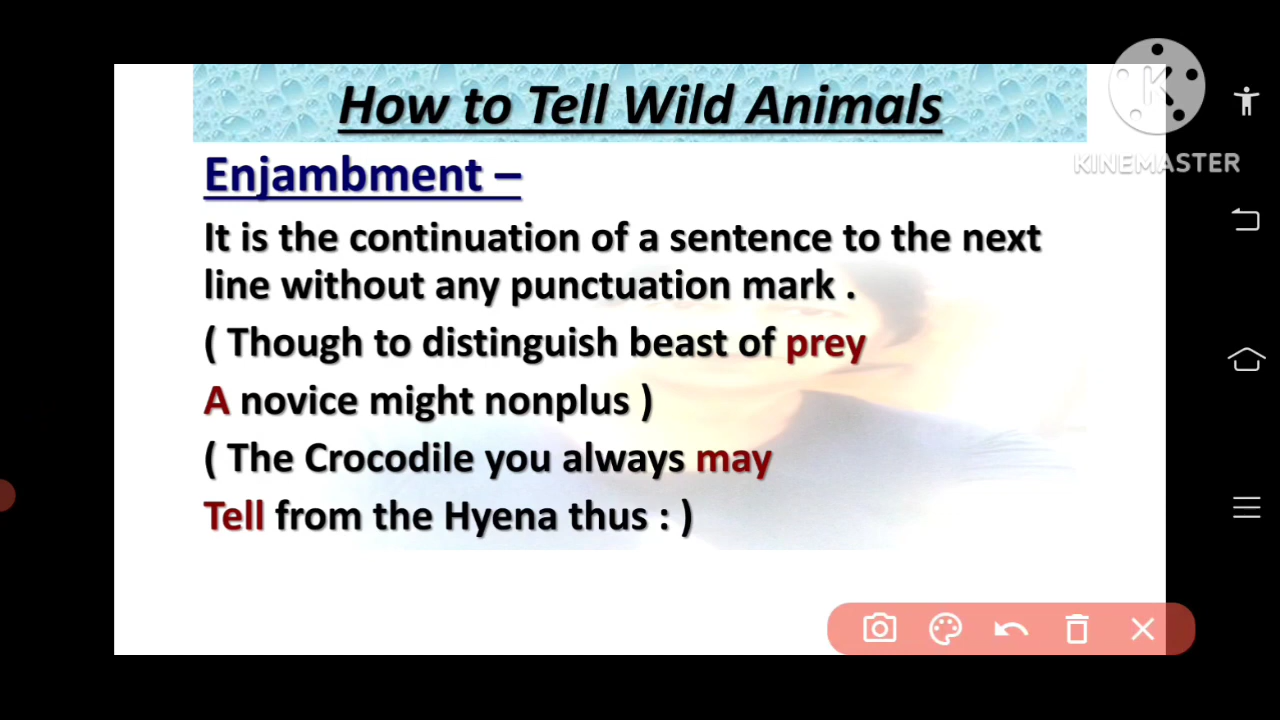 How to Tell Wild Animals
KINEMASTER
Enjambment –
It is the continuation of a sentence to the next
line without any punctuation mark .
( Though to distinguish beast of prey
A novice might nonplus )
( The Crocodile you always may
Tell from the Hyena thus : )